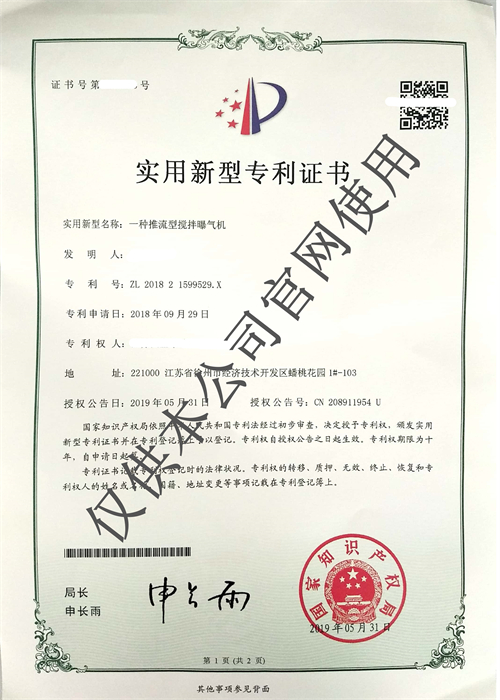 证书号第 号
实用新型专利证书
实用新型名称：一种推流型搅拌曝气机
发明人：
专利号：ZL 2018 2 1599529.X
专利申请日：2018年09月29日
专利权人：
地址：221000 江苏省徐州市经济技术开发区蟠桃花园1#-103
授权公告日：2019年05月31日 授权公告号：CN 208911954 U
国家知识产权局依照中华人民共和国专利法经过初步审查，决定授予专利权，颁发实用
新型专利证书并在专利登记簿上予以登记。专利权自授权公告之日起生效。专利权期限为十
年，自申请日起算。
专利证书记载专利权登记时的法律状况。专利权的转移、质押、无效、终止、恢复和专
利权人的姓名或名称、国籍、地址变更等事项记载在专利登记簿上。
局长
申长雨
申长雨
国家知识产权局
2019年05月31日
第 1 页 (共 2 页)
其他事项参见背面
仅供本公司官网使用